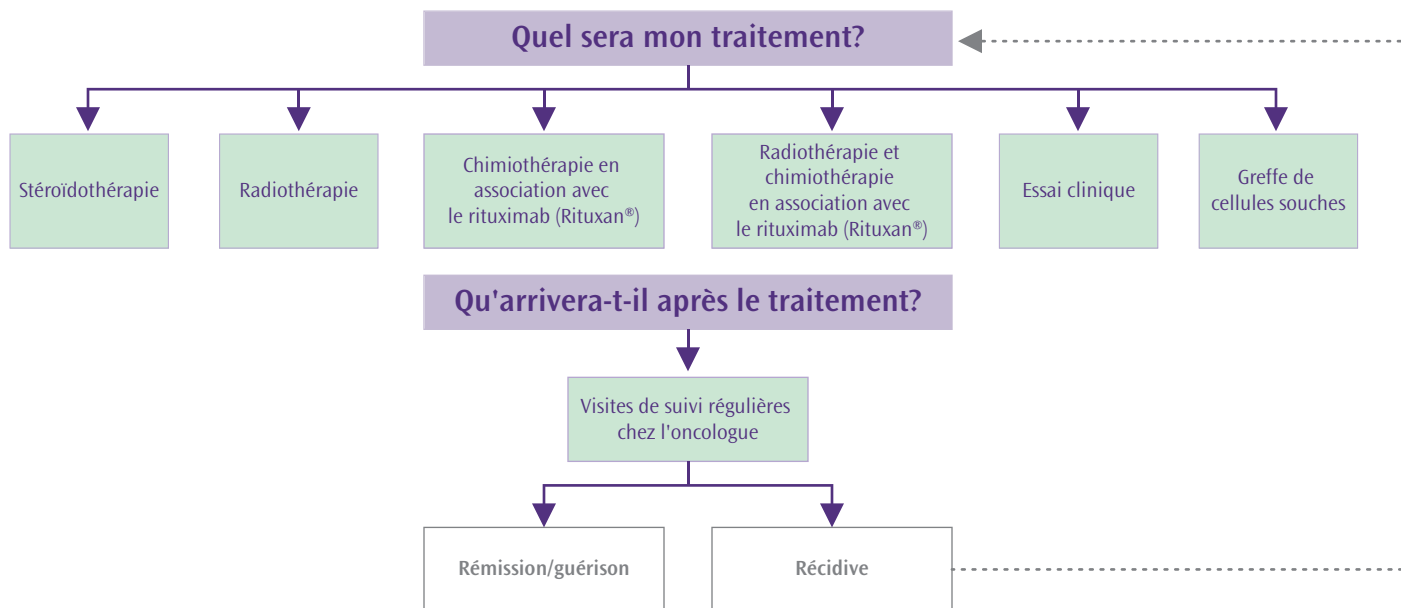 Quel sera mon traitement?
Stéroïdothérapie
Radiothérapie
Chimiothérapie en
association avec
le rituximab (Rituxan®)
Radiothérapie et
chimiothérapie
en association avec
le rituximab (Rituxan®)
Essai clinique
Greffe de
cellules souches
Qu'arrivera-t-il après le traitement?
Visites de suivi régulières
chez l'oncologue
Rémission/guérison
Récidive